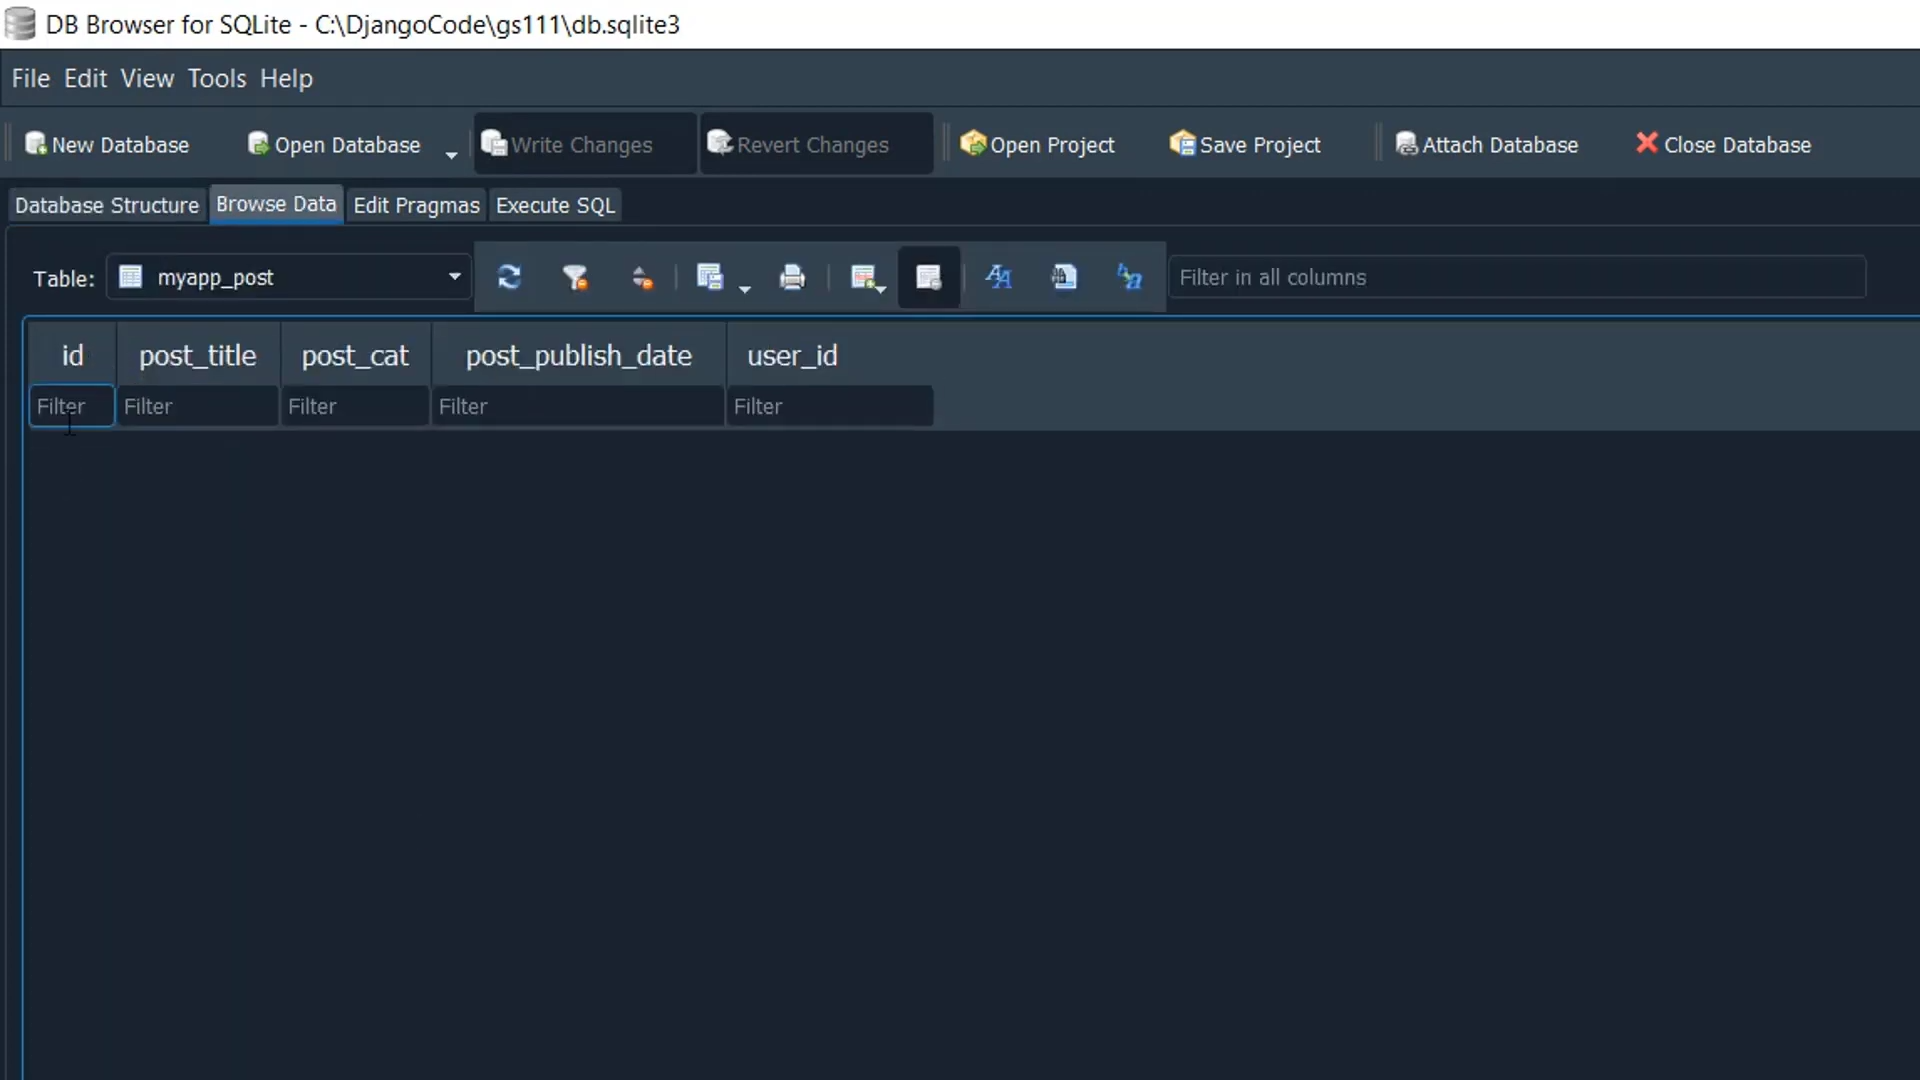 DB Browser for SQLite - C:\DjangoCode\gs111\db.sqlite3
File Edit View Tools Help
New Database Open Database Write Changes Revert Changes Open Project Save Project Attach Database Close Database
Database Structure Browse Data Edit Pragmas Execute SQL
Table: myapp_post Filter in all columns
id post_title post_cat post_publish_date user_id
Filter Filter Filter Filter Filter